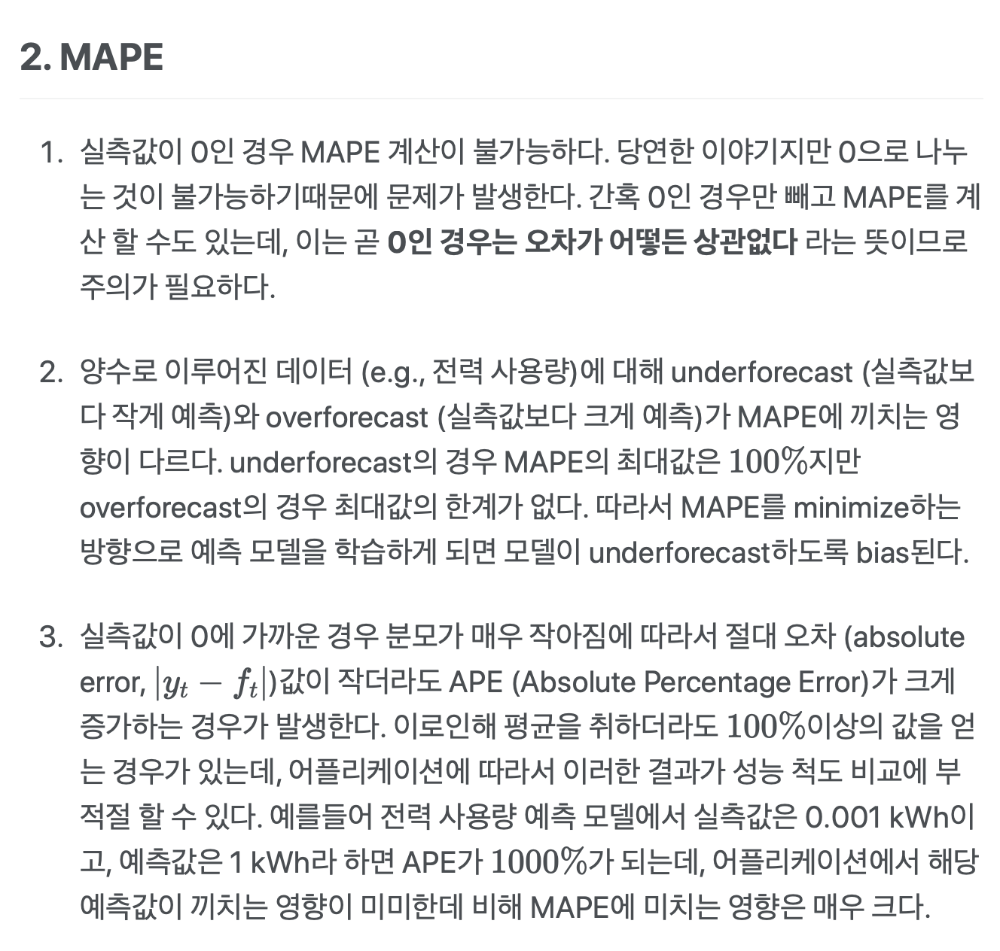 2. MAPE
1. 실측값이 0인 경우 MAPE 계산이 불가능하다. 당연한 이야기지만 0으로 나누
는 것이 불가능하기때문에 문제가 발생한다. 간혹 0인 경우만 빼고 MAPE를 계
산 할 수도 있는데, 이는 곧 0인 경우는 오차가 어떻든 상관없다 라는 뜻이므로
주의가 필요하다.
2. 양수로 이루어진 데이터 (e.g., 전력 사용량)에 대해 underforecast (실측값보
다 작게 예측)와 overforecast (실측값보다 크게 예측)가 MAPE에 끼치는 영
향이 다르다. underforecast의 경우 MAPE의 최대값은 100%지만
overforecast의 경우 최대값의 한계가 없다. 따라서 MAPE를 minimize하는
방향으로 예측 모델을 학습하게 되면 모델이 underforecast하도록 bias된다.
3. 실측값이 0에 가까운 경우 분모가 매우 작아짐에 따라서 절대 오차 (absolute
error, |y_t − f_t|)값이 작더라도 APE (Absolute Percentage Error)가 크게
증가하는 경우가 발생한다. 이로인해 평균을 취하더라도 100%이상의 값을 얻
는 경우가 있는데, 어플리케이션에 따라서 이러한 결과가 성능 척도 비교에 부
적절 할 수 있다. 예를들어 전력 사용량 예측 모델에서 실측값은 0.001 kWh이
고, 예측값은 1 kWh라 하면 APE가 1000%가 되는데, 어플리케이션에서 해당
예측값이 끼치는 영향이 미미한데 비해 MAPE에 미치는 영향은 매우 크다.